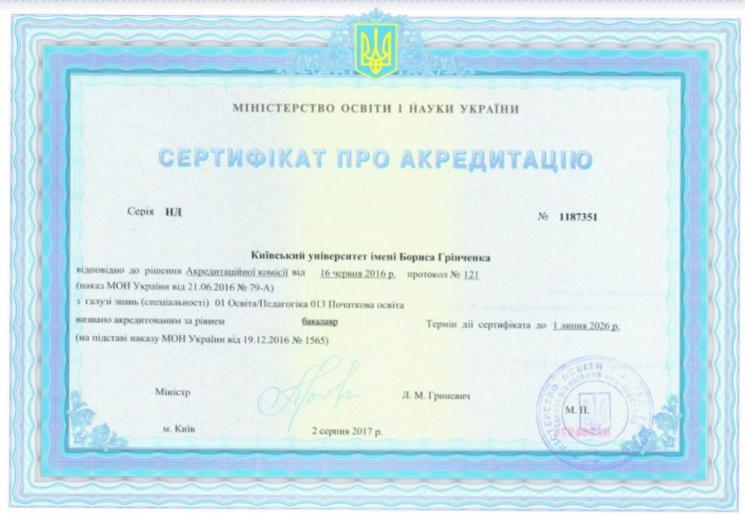 МІНІСТЕРСТВО ОСВІТИ І НАУКИ УКРАЇНИ
СЕРТИФІКАТ ПРО АКРЕДИТАЦІЮ
Серія НД № 1187351
Київський університет імені Бориса Грінченка
відповідно до рішення Акредитаційної комісії від 16 червня 2016 р. протокол № 121
(наказ МОН України від 21.06.2016 № 79-А)
з галузі знань (спеціальності) 01 Освіта/Педагогіка 013 Початкова освіта
визнано акредитованим за рівнем бакалавр Термін дії сертифіката до 1 липня 2026 р.
(на підставі наказу МОН України від 19.12.2016 № 1565)
Міністр Л. М. Гриневич
М. П.
м. Київ 2 серпня 2017 р.